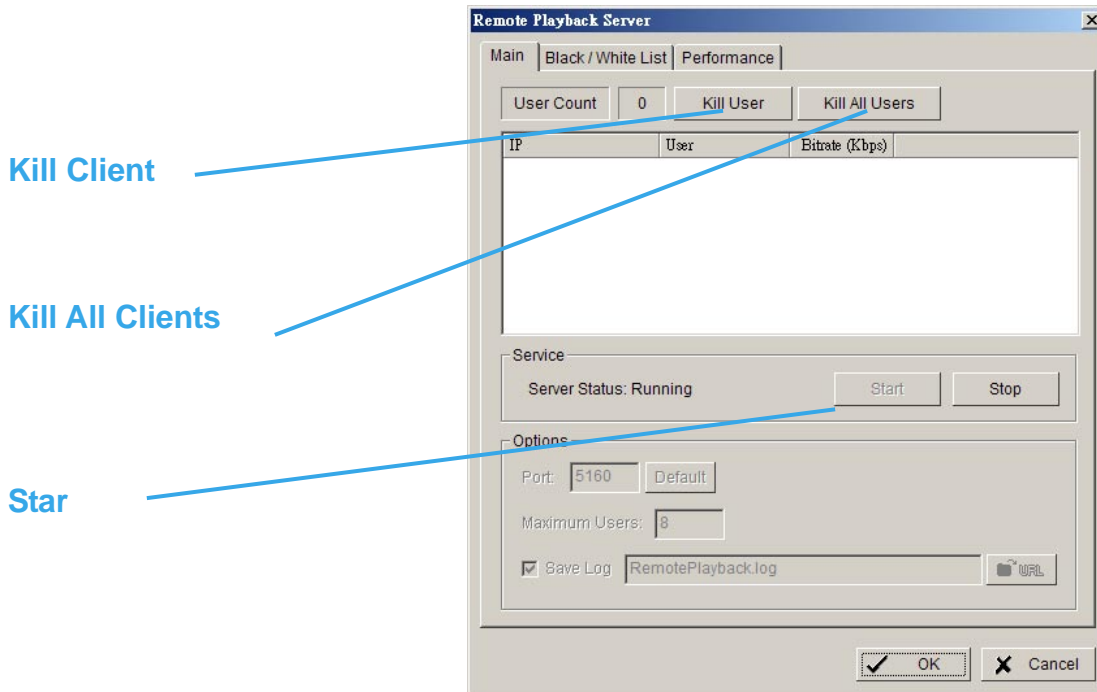 Remote Playback Server
Main Black / White List Performance
User Count 0 Kill User Kill All Users
IP User Bitrate (Kbps)
Kill Client
Kill All Clients
Service
Server Status: Running Start Stop
Options
Port: 5160 Default
Star
Maximum Users: 8
Save Log RemotePlayback.log URL
OK Cancel